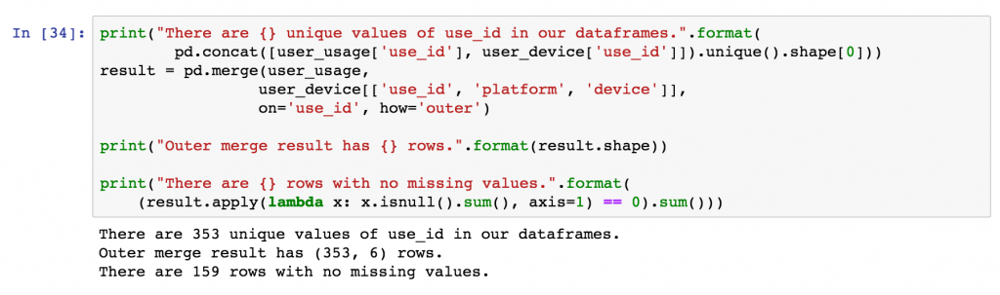 In [34]: print("There are {} unique values of use_id in our dataframes.".format(
        pd.concat([user_usage['use_id'], user_device['use_id']]).unique().shape[0]))
result = pd.merge(user_usage,
                 user_device[['use_id', 'platform', 'device']],
                 on='use_id', how='outer')
print("Outer merge result has {} rows.".format(result.shape))
print("There are {} rows with no missing values.".format(
    (result.apply(lambda x: x.isnull().sum(), axis=1) == 0).sum()))
There are 353 unique values of use_id in our dataframes.
Outer merge result has (353, 6) rows.
There are 159 rows with no missing values.